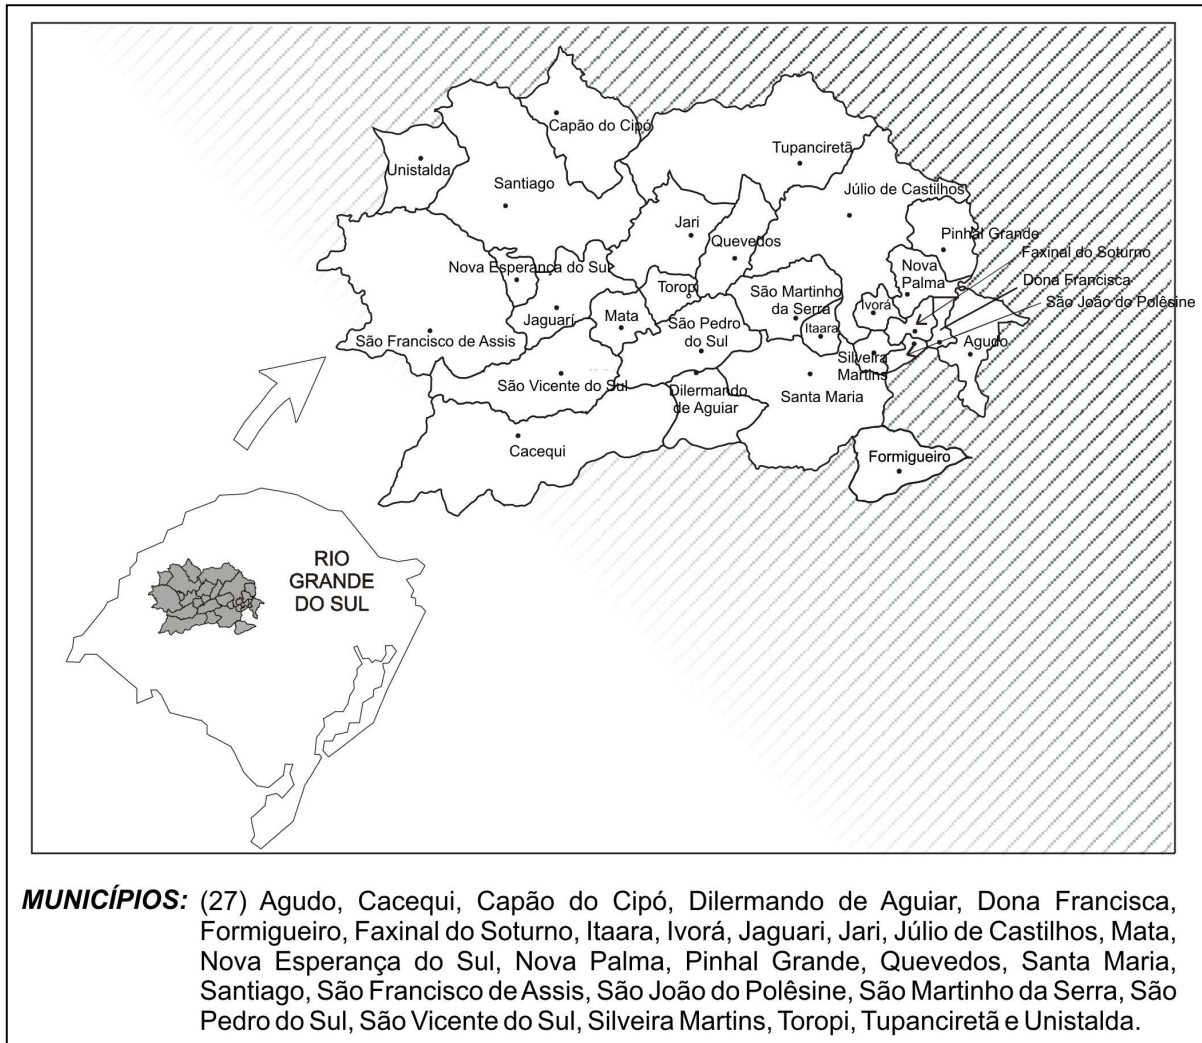 Capão do Cipó
Tupanciretã
Unistalda
Santiago
Júlio de Castilhos
Jari
Quevedos
Pinhal Grande
Faxinal do Soturno
Nova Esperança do Sul
Nova
Palma
Dona Francisca
Toropi
São Martinho
da Serra
Ivorá
São João do Polêsine
Jaguarí
Mata
São Pedro
do Sul
Itaara
São Francisco de Assis
Agudo
Silveira
Martins
São Vicente do Sul
Dilermando
de Aguiar
Santa Maria
Cacequi
Formigueiro
RIO
GRANDE
DO SUL
MUNICÍPIOS: (27) Agudo, Cacequi, Capão do Cipó, Dilermando de Aguiar, Dona Francisca,
Formigueiro, Faxinal do Soturno, Itaara, Ivorá, Jaguari, Jari, Júlio de Castilhos, Mata,
Nova Esperança do Sul, Nova Palma, Pinhal Grande, Quevedos, Santa Maria,
Santiago, São Francisco de Assis, São João do Polêsine, São Martinho da Serra, São
Pedro do Sul, São Vicente do Sul, Silveira Martins, Toropi, Tupanciretã e Unistalda.